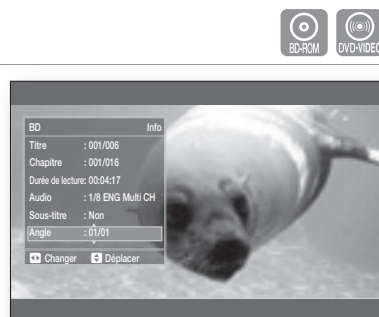 BD-ROM DVD-VIDEO
BD Info
Titre : 001/006
Chapitre : 001/016
Durée de lecture: 00:04:17
Audio : 1/8 ENG Multi CH
Sous-titre : Non
Angle : 01/01
Changer Déplacer